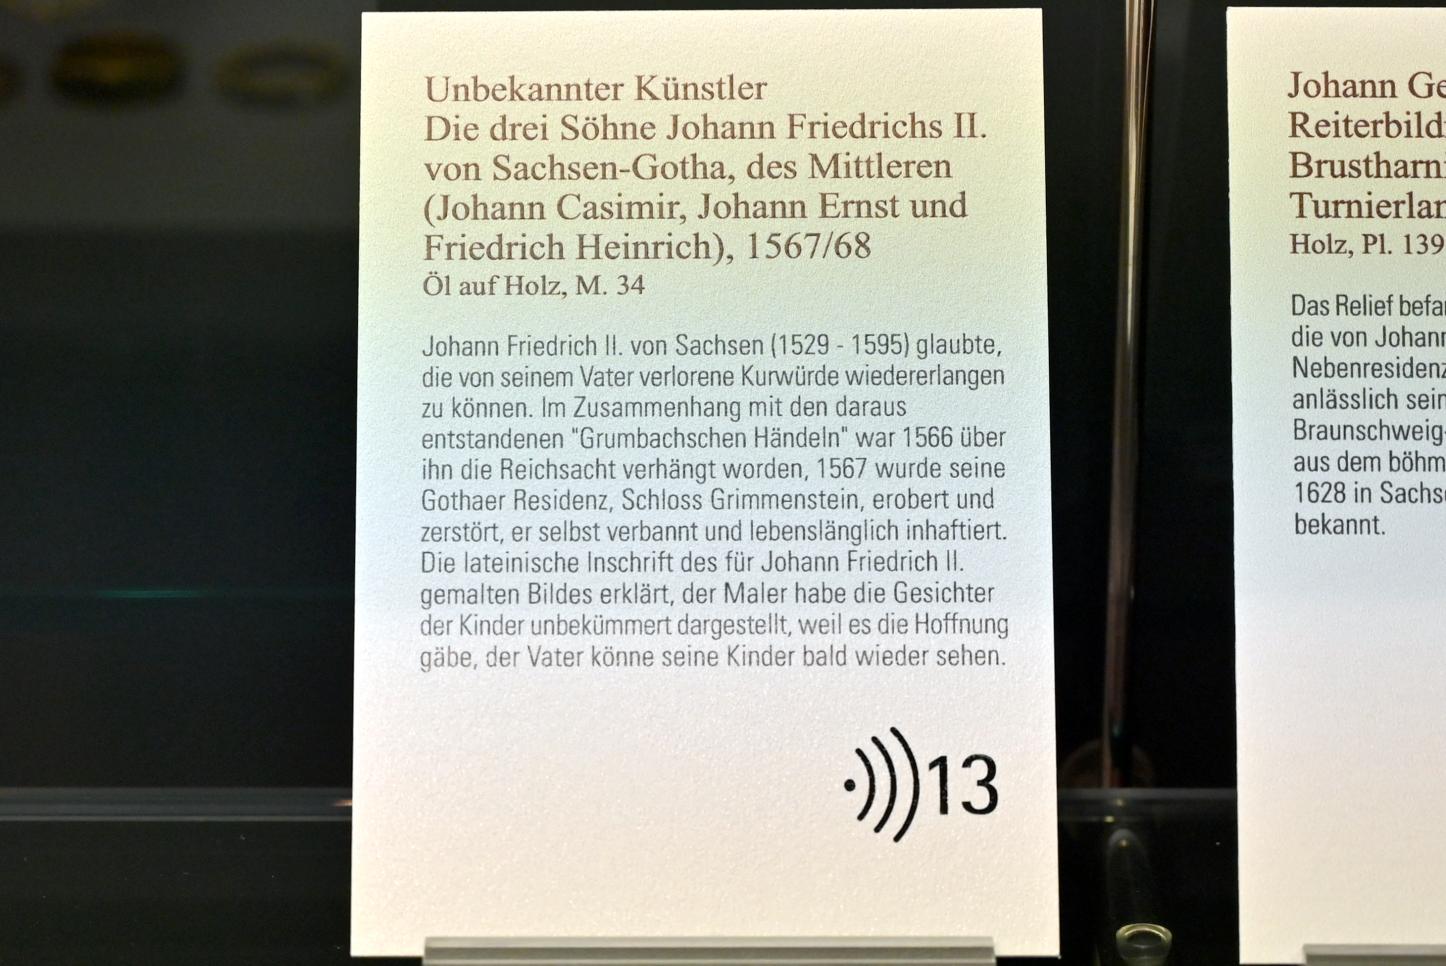 Unbekannter Künstler
Die drei Söhne Johann Friedrichs II.
von Sachsen-Gotha, des Mittleren
(Johann Casimir, Johann Ernst und
Friedrich Heinrich), 1567/68
Öl auf Holz, M. 34
Johann Friedrich II. von Sachsen (1529 - 1595) glaubte,
die von seinem Vater verlorene Kurwürde wiedererlangen
zu können. Im Zusammenhang mit den daraus
entstandenen "Grumbachschen Händeln" war 1566 über
ihn die Reichsacht verhängt worden, 1567 wurde seine
Gothaer Residenz, Schloss Grimmenstein, erobert und
zerstört, er selbst verbannt und lebenslänglich inhaftiert.
Die lateinische Inschrift des für Johann Friedrich II.
gemalten Bildes erklärt, der Maler habe die Gesichter
der Kinder unbekümmert dargestellt, weil es die Hoffnung
gäbe, der Vater könne seine Kinder bald wieder sehen.
13
Johann
Holz, Pl. 139
Das Relief
die von
anlässlich
Braunschweig-
aus dem
1628 in
bekannt.